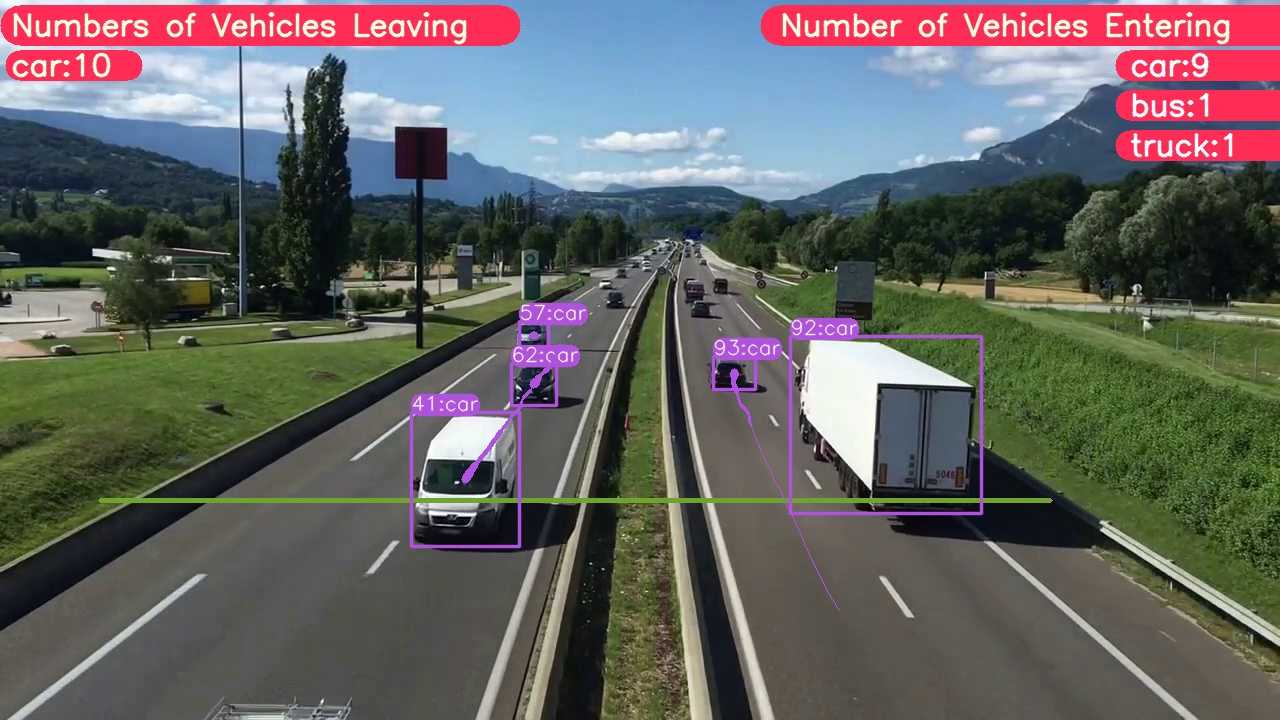 Numbers of Vehicles Leaving
Number of Vehicles Entering
car:10
car:9
bus:1
truck:1
57:car
92:car
93:car
62:car
41:car